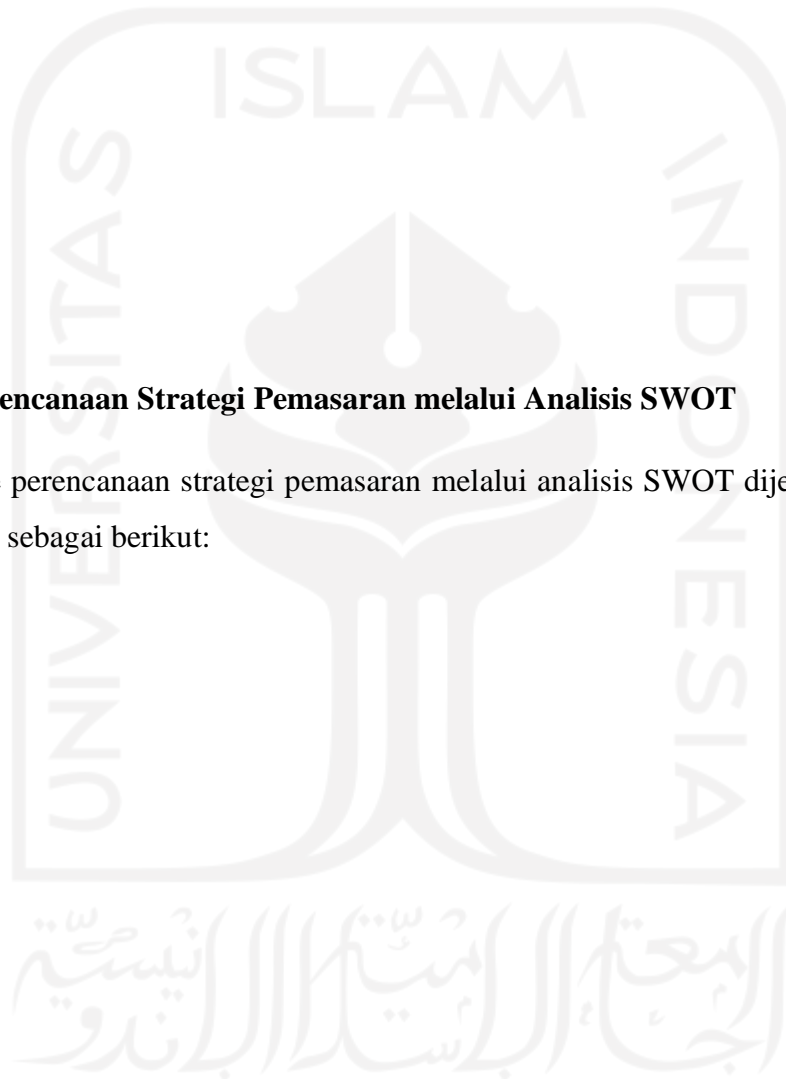 ISLAM
UNIVERSITAS
INDONESIA
encanaan Strategi Pemasaran melalui Analisis SWOT
perencanaan strategi pemasaran melalui analisis SWOT dije
sebagai berikut: